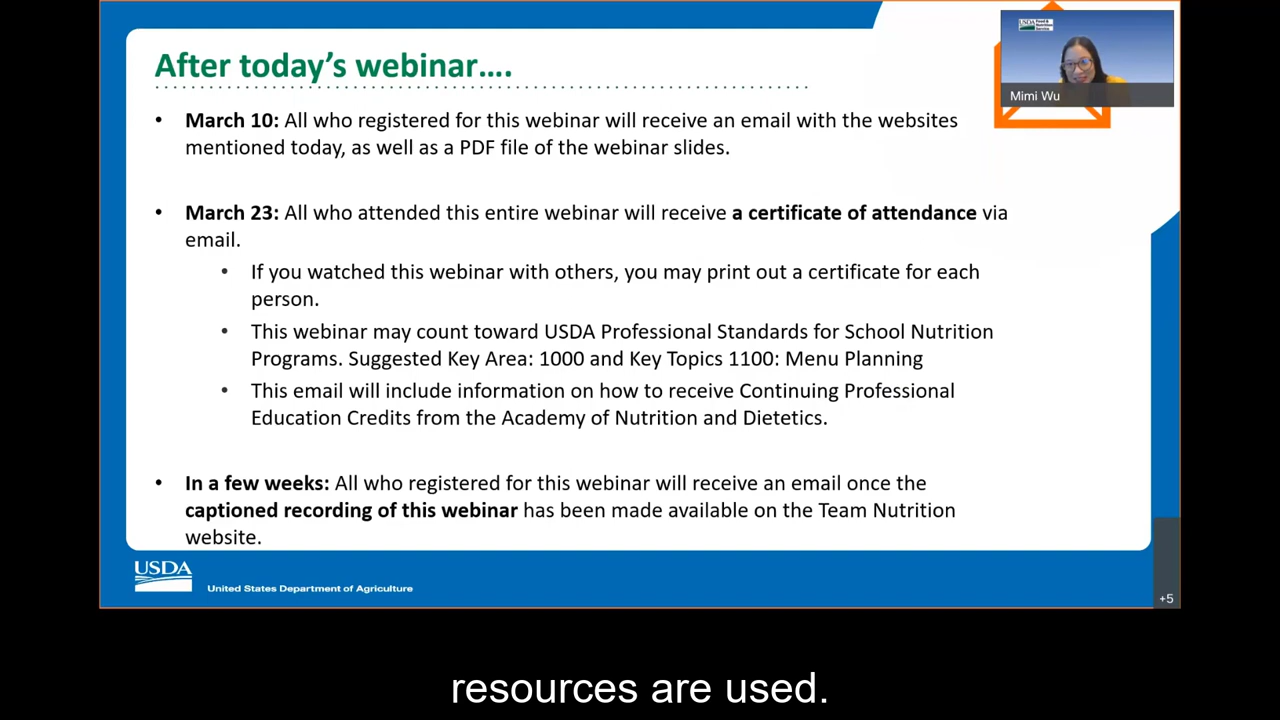 After today’s webinar….
USDA Food & Nutrition Service
Mimi Wu
• March 10: All who registered for this webinar will receive an email with the websites
mentioned today, as well as a PDF file of the webinar slides.
• March 23: All who attended this entire webinar will receive a certificate of attendance via
email.
• If you watched this webinar with others, you may print out a certificate for each
person.
• This webinar may count toward USDA Professional Standards for School Nutrition
Programs. Suggested Key Area: 1000 and Key Topics 1100: Menu Planning
• This email will include information on how to receive Continuing Professional
Education Credits from the Academy of Nutrition and Dietetics.
• In a few weeks: All who registered for this webinar will receive an email once the
captioned recording of this webinar has been made available on the Team Nutrition
website.
USDA
United States Department of Agriculture
+5
resources are used.